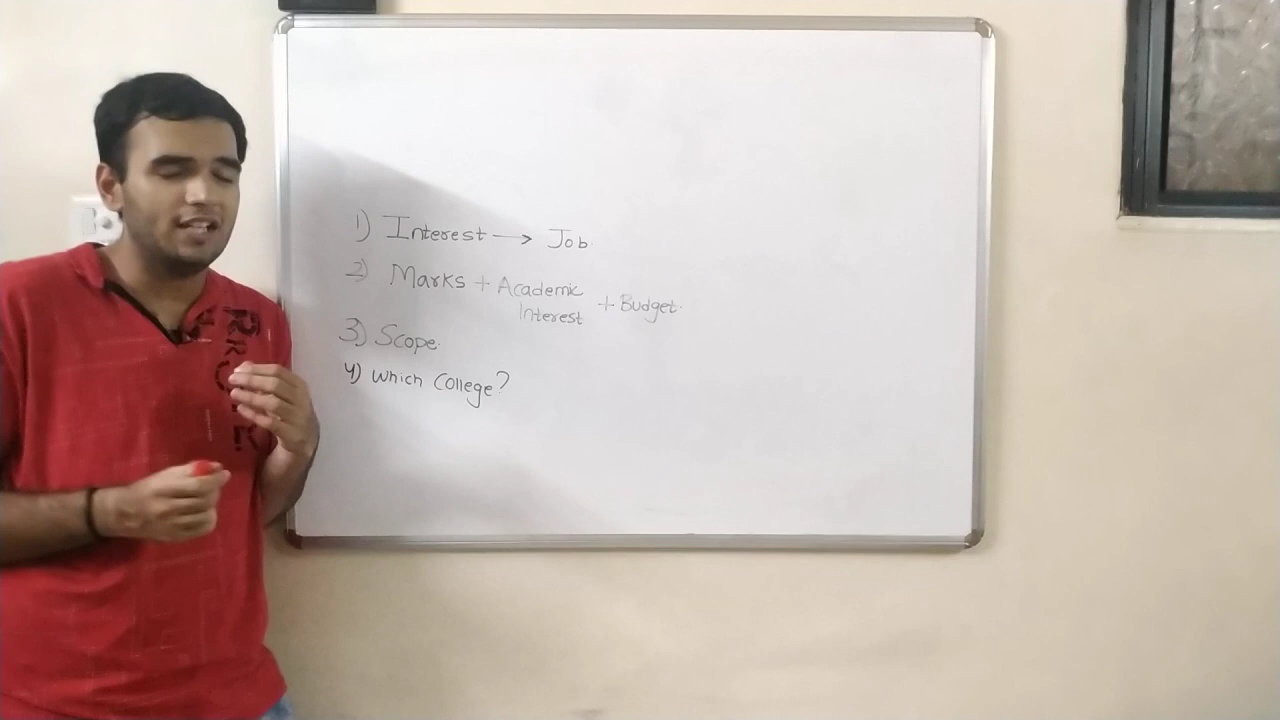 1) Interest → Job
2) Marks + Academic Interest + Budget.
3) Scope.
4) Which College?